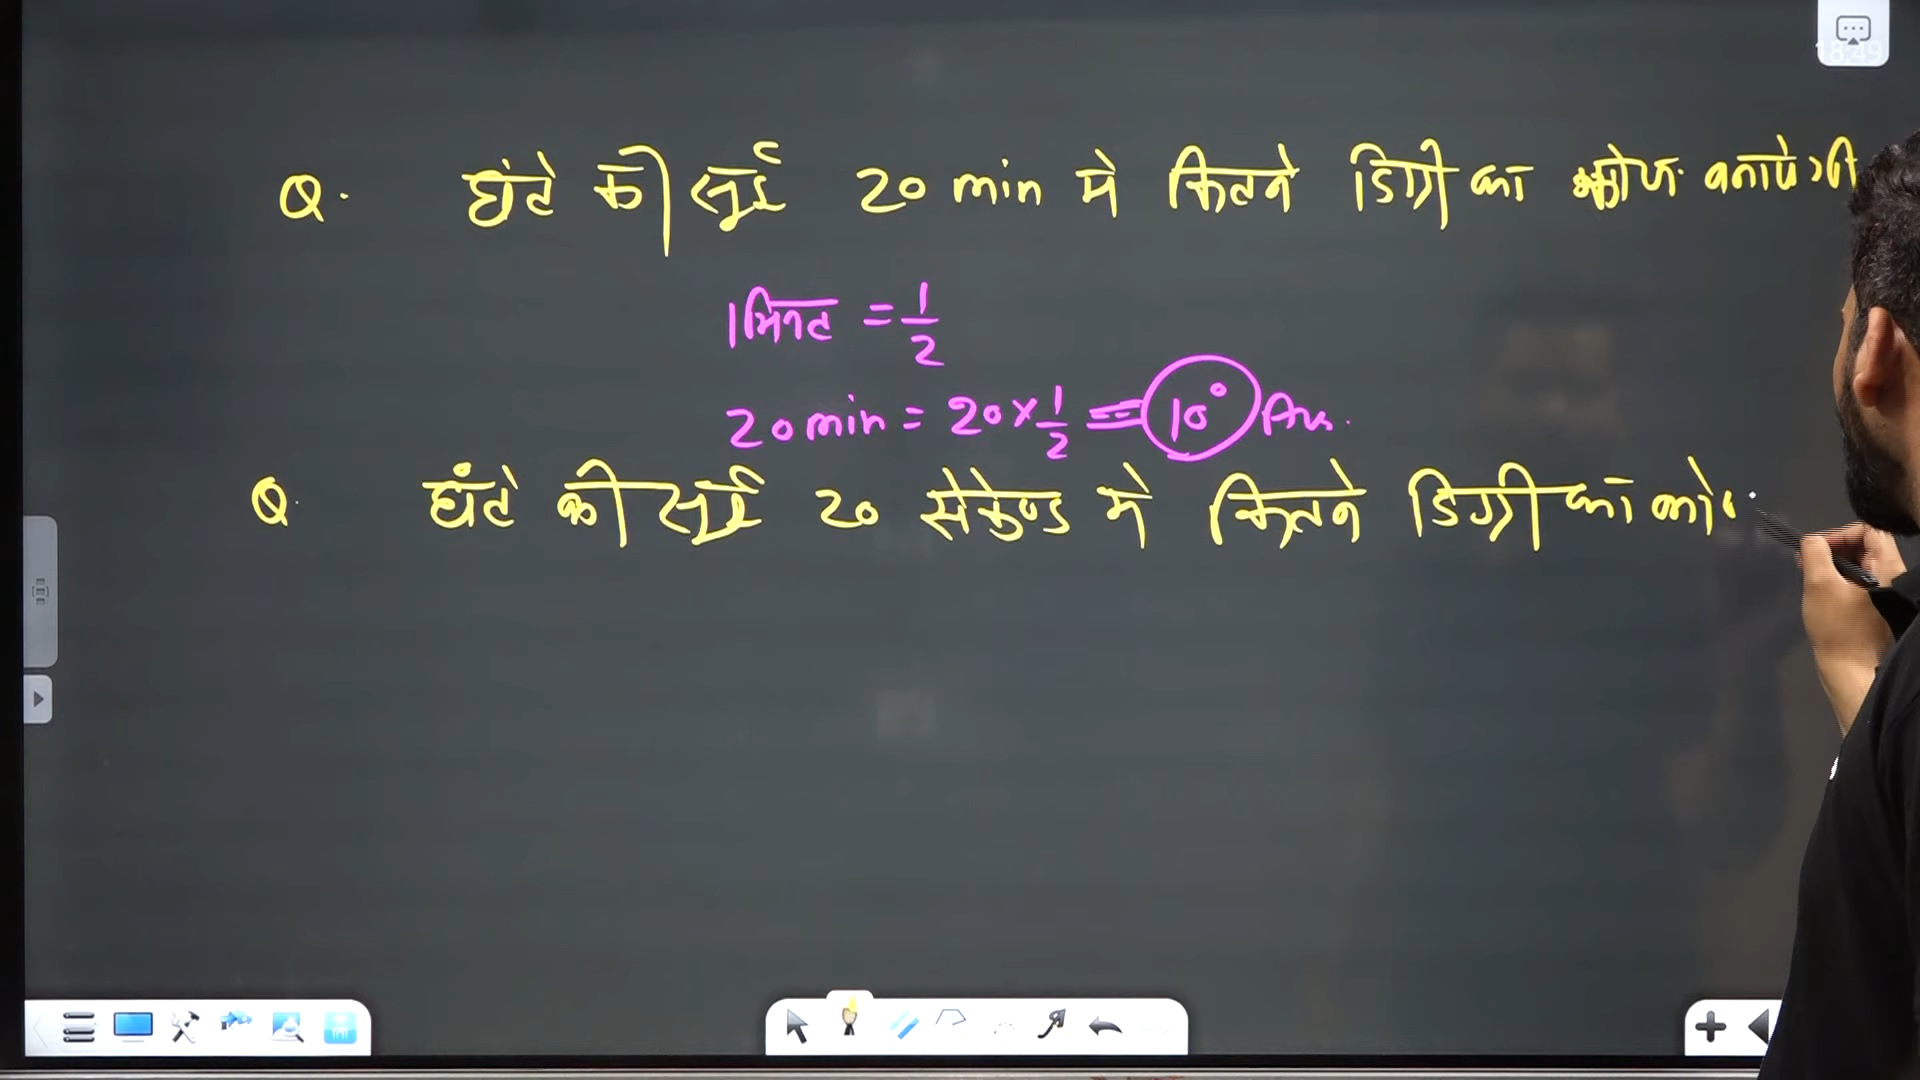 Q. घंटे की सूई 20 min में कितने डिग्री का कोण बनायेगी
1 मिनट = 1/2
20 min = 20 × 1/2 = 10° Ans.
Q. घंटे की सूई 20 सेकेण्ड में कितने डिग्री का